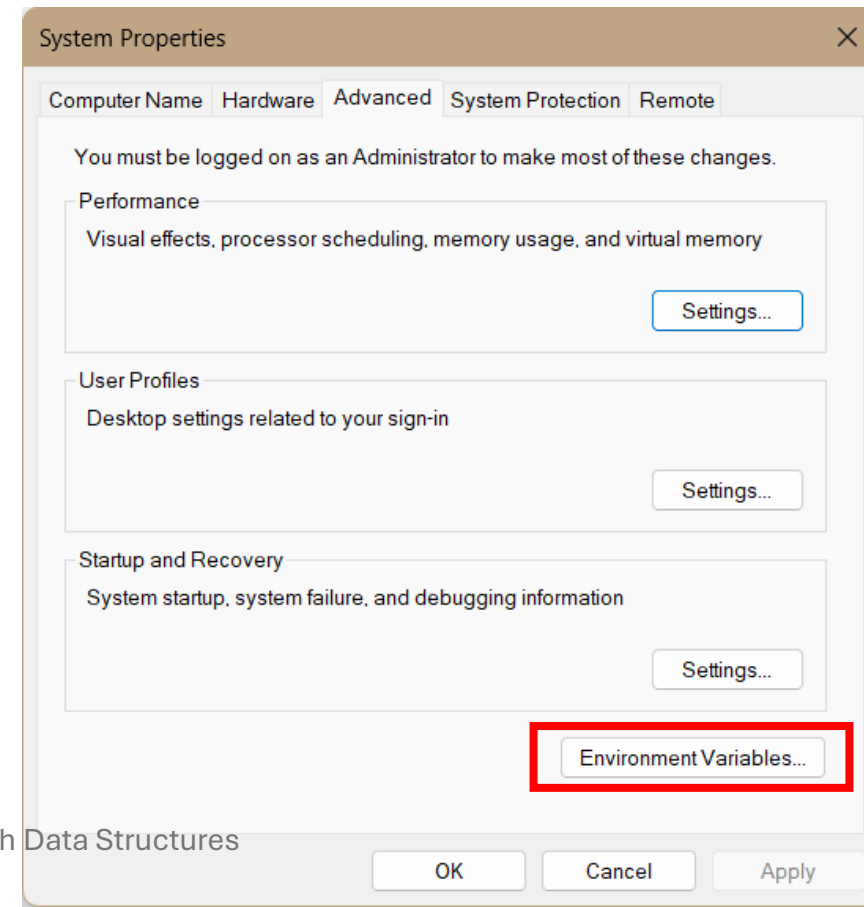 System Properties
Computer Name Hardware Advanced System Protection Remote
You must be logged on as an Administrator to make most of these changes.
Performance
Visual effects, processor scheduling, memory usage, and virtual memory
Settings...
User Profiles
Desktop settings related to your sign-in
Settings...
Startup and Recovery
System startup, system failure, and debugging information
Settings...
Environment Variables...
h Data Structures
OK Cancel Apply